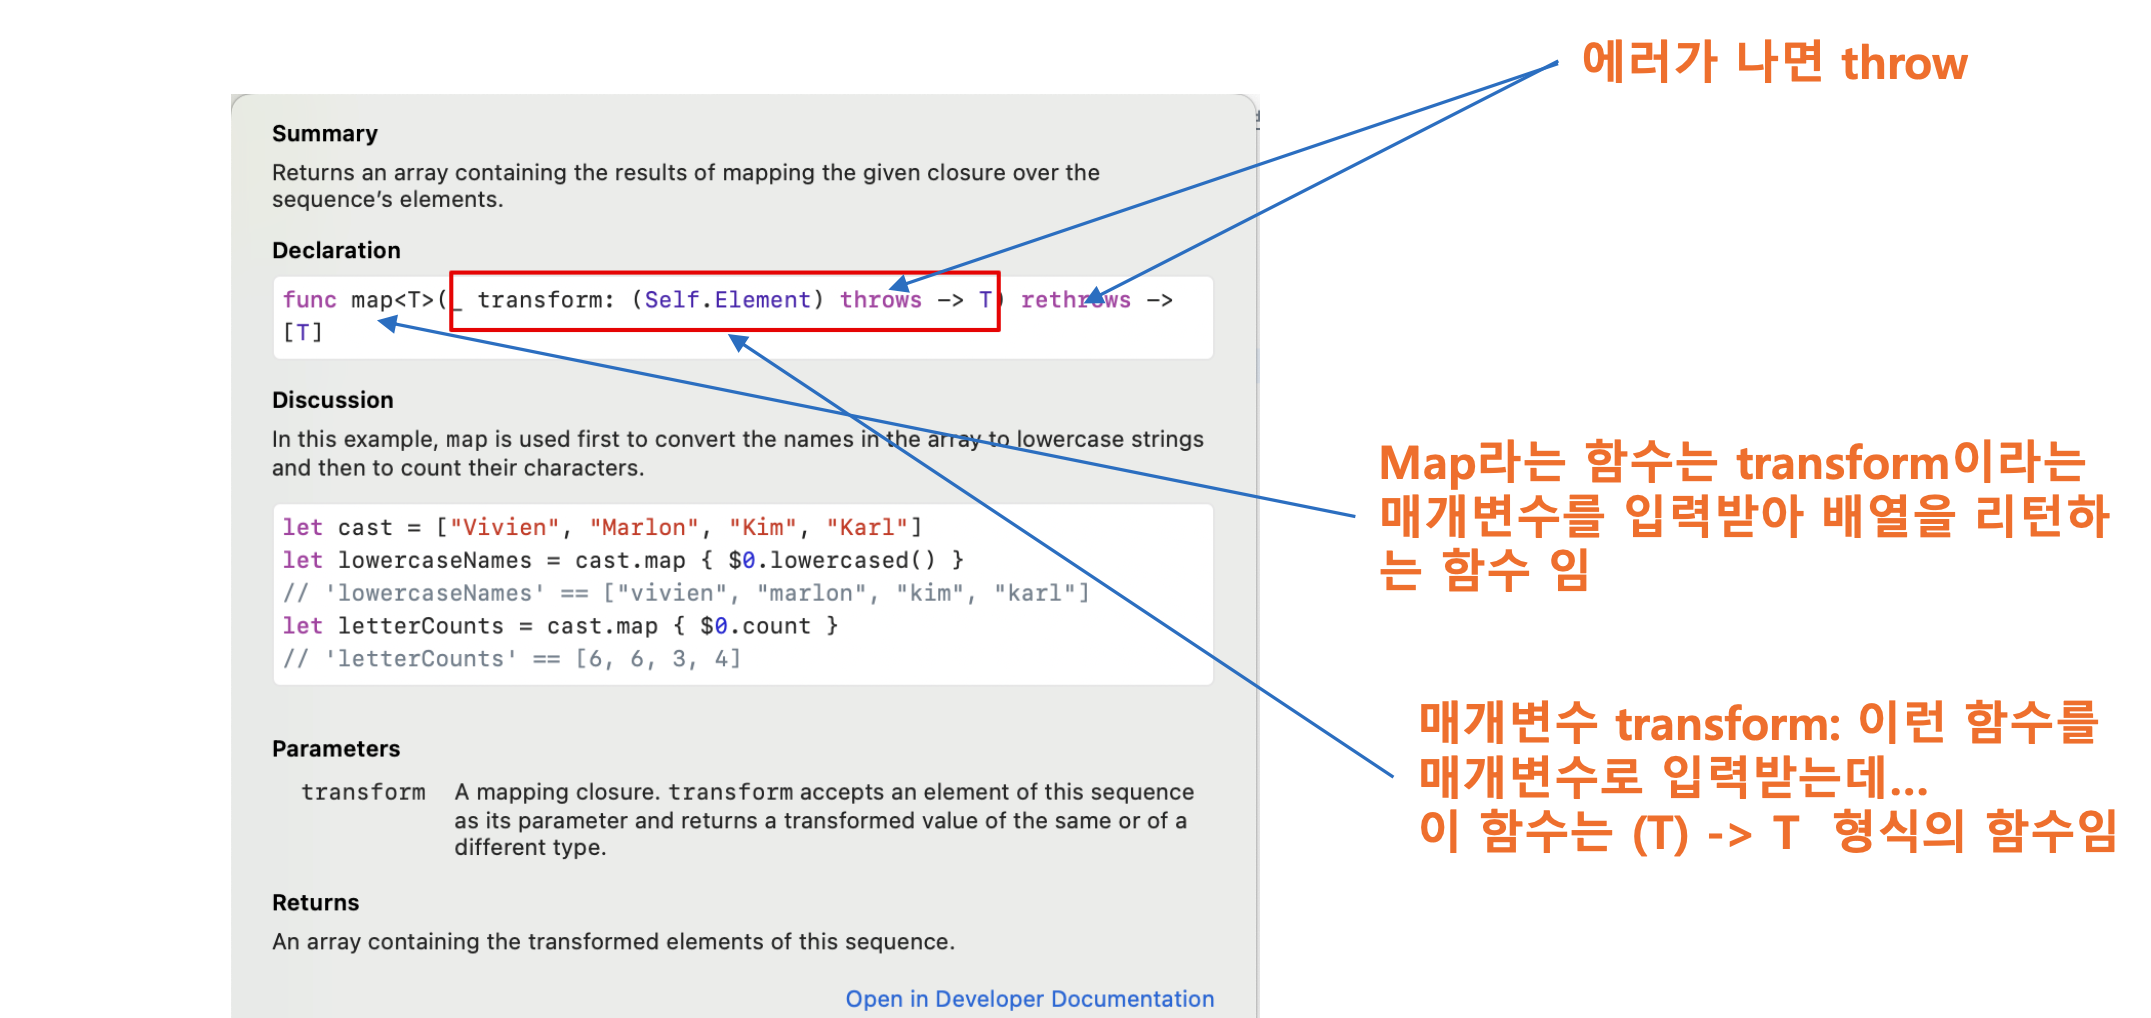 에러가 나면 throw
Summary
Returns an array containing the results of mapping the given closure over the
sequence's elements.
Declaration
func map<T>(_ transform: (Self.Element) throws -> T) rethrows ->
[T]
Discussion
In this example, map is used first to convert the names in the array to lowercase strings
and then to count their characters.
let cast = ["Vivien", "Marlon", "Kim", "Karl"]
let lowercaseNames = cast.map { $0.lowercased() }
// 'lowercaseNames' == ["vivien", "marlon", "kim", "karl"]
let letterCounts = cast.map { $0.count }
// 'letterCounts' == [6, 6, 3, 4]
Parameters
transform A mapping closure. transform accepts an element of this sequence
as its parameter and returns a transformed value of the same or of a
different type.
Returns
An array containing the transformed elements of this sequence.
Open in Developer Documentation
Map라는 함수는 transform이라는
매개변수를 입력받아 배열을 리턴하
는 함수 임
매개변수 transform: 이런 함수를
매개변수로 입력받는데...
이 함수는 (T) -> T 형식의 함수임